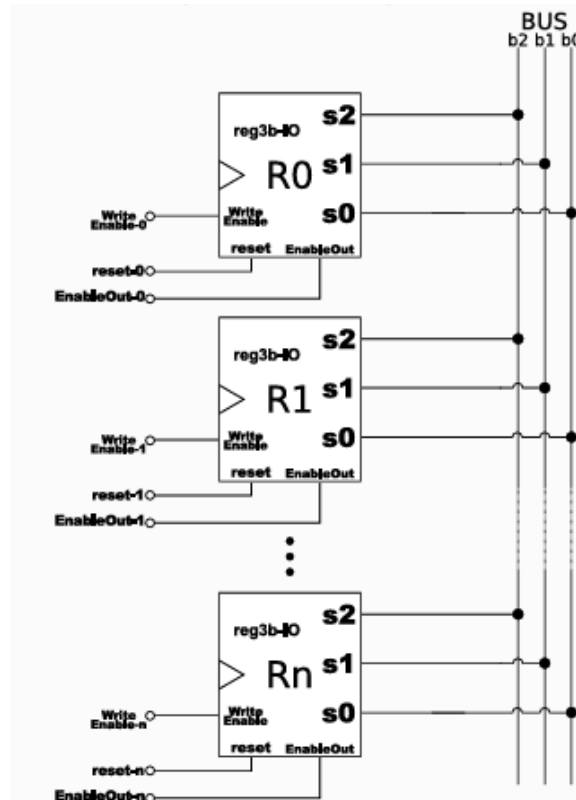 BUS
b2 b1 b0
s2
reg3b-IO
R0 s1
s0
Write
Enable-0
Write
Enable
reset EnableOut
reset-0
EnableOut-0
s2
reg3b-IO
R1 s1
s0
Write
Enable-1
Write
Enable
reset EnableOut
reset-1
EnableOut-1
s2
reg3b-IO
Rn s1
s0
Write
Enable-n
Write
Enable
reset EnableOut
reset-n
EnableOut-n